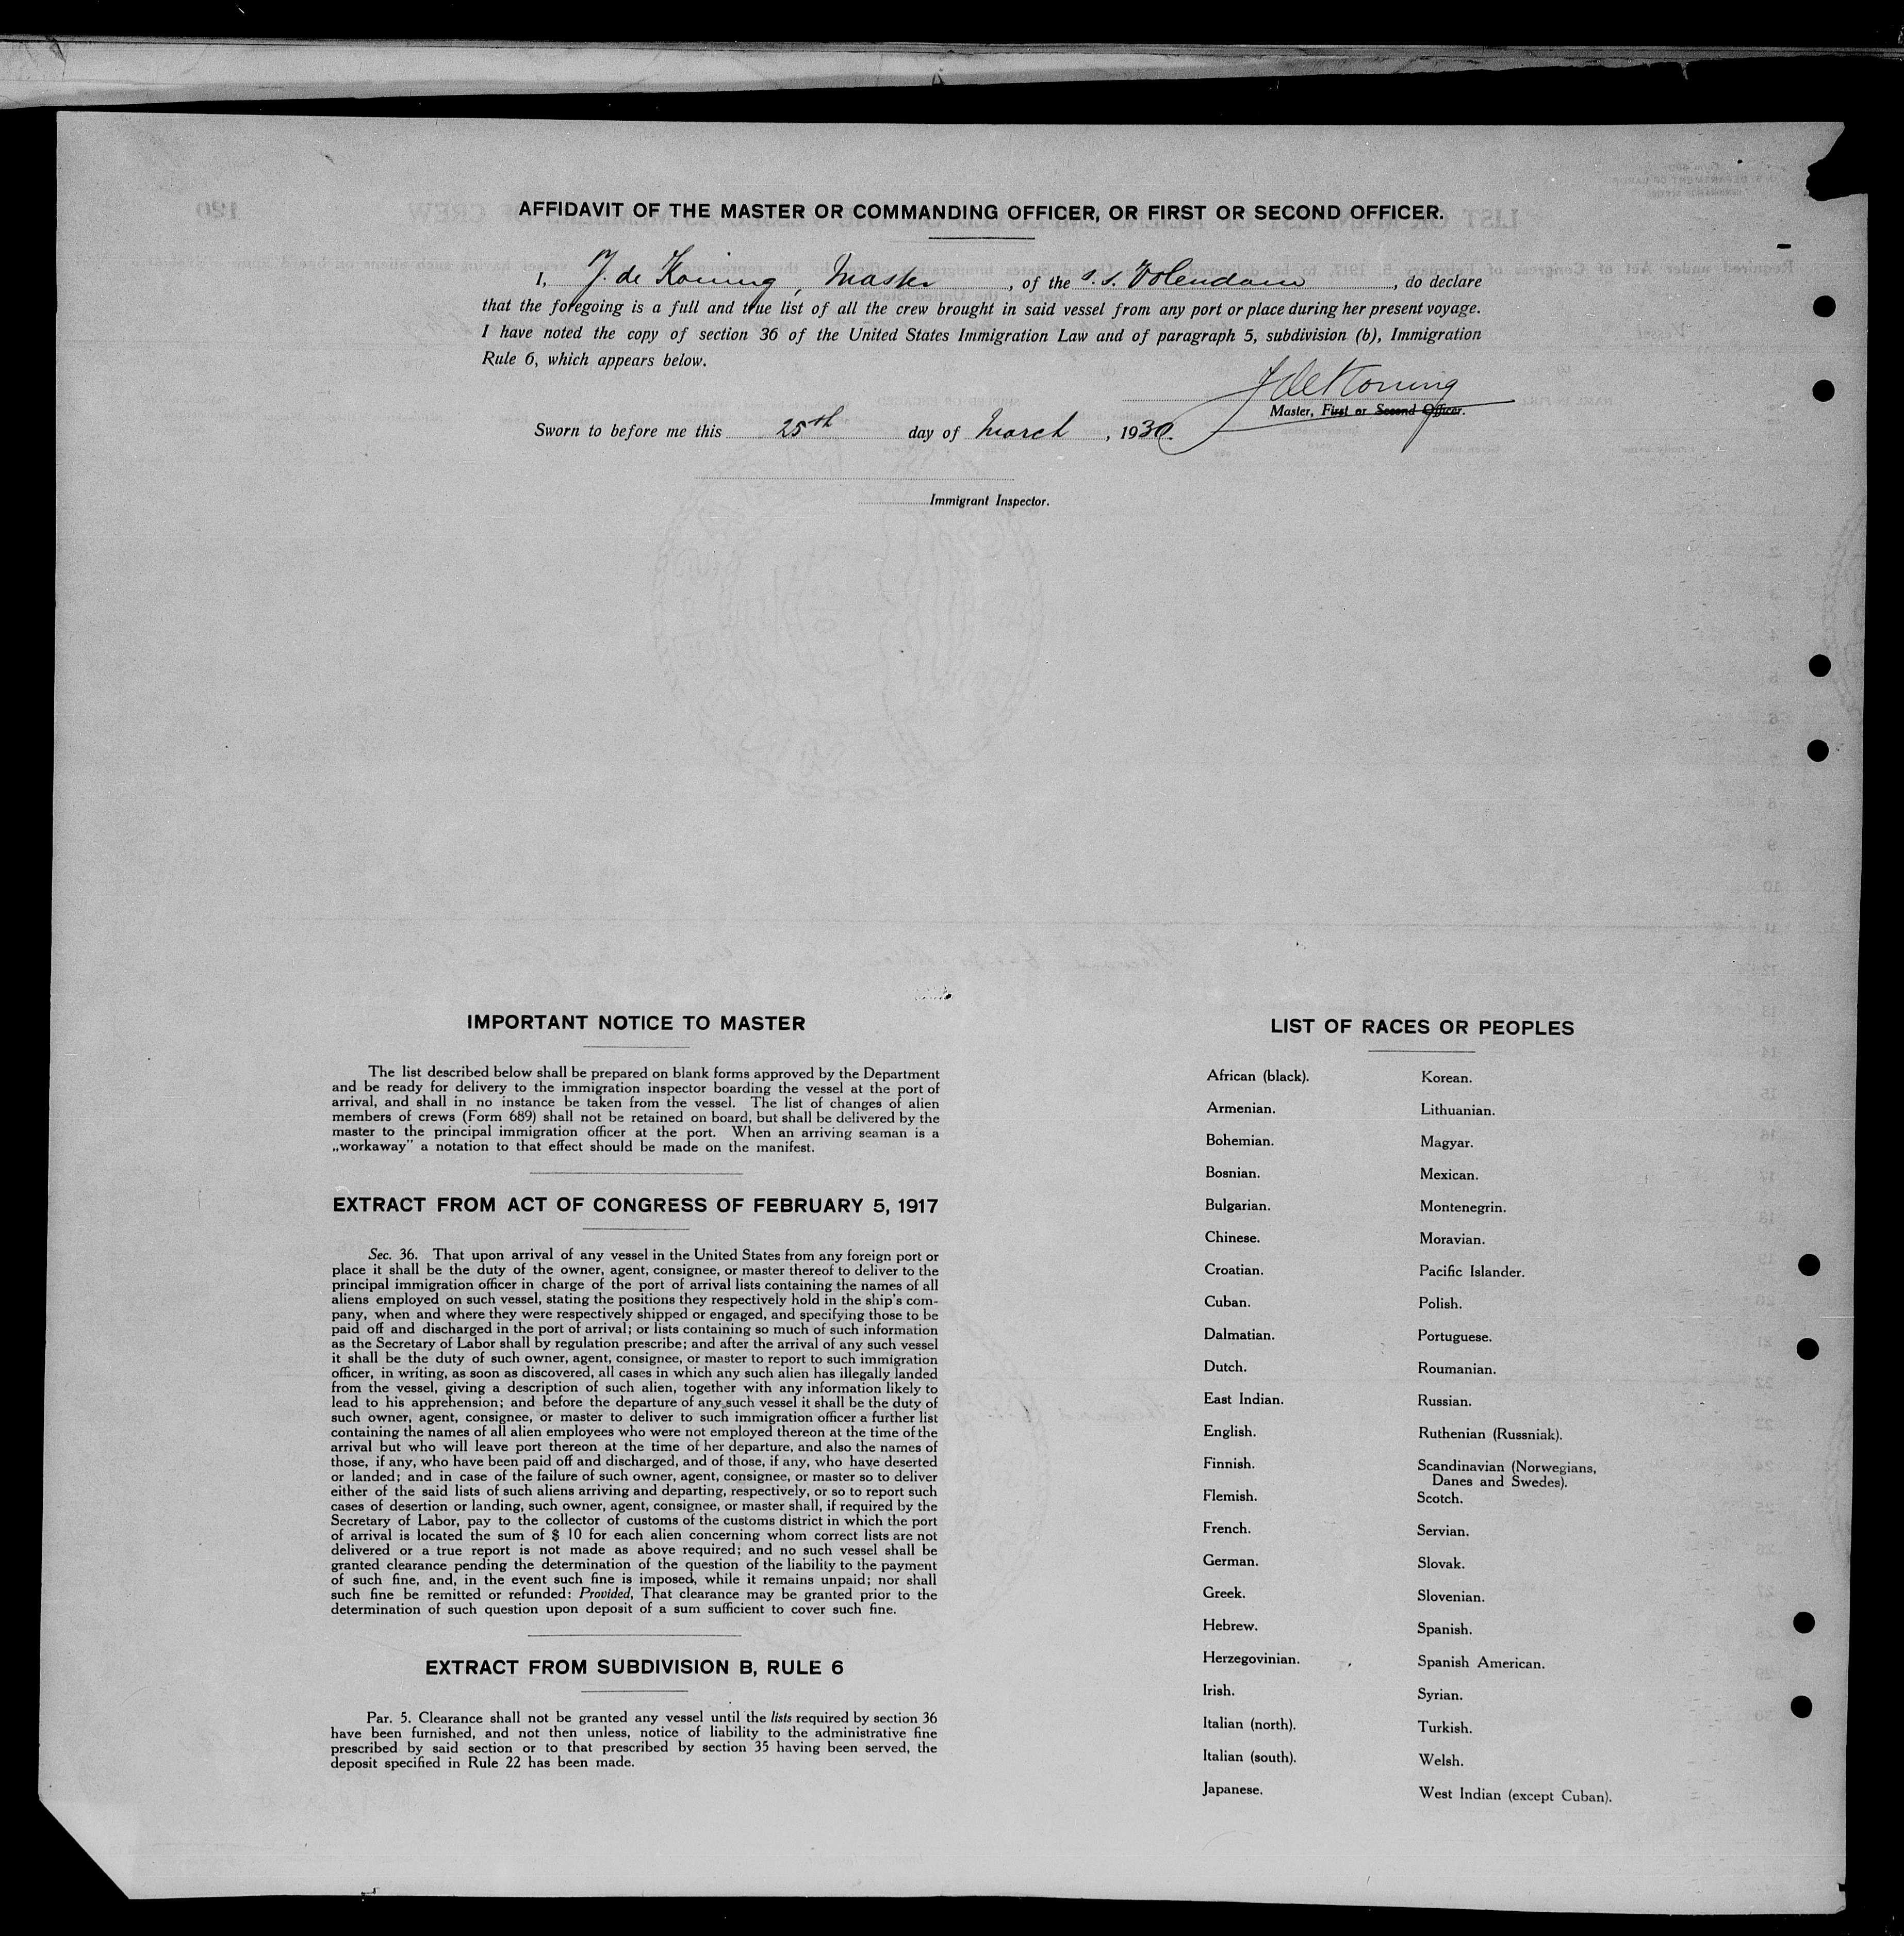 AFFIDAVIT OF THE MASTER OR COMMANDING OFFICER, OR FIRST OR SECOND OFFICER.
I, J. de Koning, Master, of the s.s. Volendam, do declare
that the foregoing is a full and true list of all the crew brought in said vessel from any port or place during her present voyage.
I have noted the copy of section 36 of the United States Immigration Law and of paragraph 5, subdivision (b), Immigration
Rule 6, which appears below.
J de Koning
Master, First or Second Officer.
Sworn to before me this 25th day of March, 1930.
Immigrant Inspector.
IMPORTANT NOTICE TO MASTER
The list described below shall be prepared on blank forms approved by the Department
and be ready for delivery to the immigration inspector boarding the vessel at the port of
arrival, and shall in no instance be taken from the vessel. The list of changes of alien
members of crews (Form 689) shall not be retained on board, but shall be delivered by the
master to the principal immigration officer at the port. When an arriving seaman is a
„workaway" a notation to that effect should be made on the manifest.
EXTRACT FROM ACT OF CONGRESS OF FEBRUARY 5, 1917
Sec. 36. That upon arrival of any vessel in the United States from any foreign port or
place it shall be the duty of the owner, agent, consignee, or master thereof to deliver to the
principal immigration officer in charge of the port of arrival lists containing the names of all
aliens employed on such vessel, stating the positions they respectively hold in the ship's com-
pany, when and where they were respectively shipped or engaged, and specifying those to be
paid off and discharged in the port of arrival; or lists containing so much of such information
as the Secretary of Labor shall by regulation prescribe; and after the arrival of any such vessel
it shall be the duty of such owner, agent, consignee, or master to report to such immigration
officer, in writing, as soon as discovered, all cases in which any such alien has illegally landed
from the vessel, giving a description of such alien, together with any information likely to
lead to his apprehension; and before the departure of any such vessel it shall be the duty of
such owner, agent, consignee, or master to deliver to such immigration officer a further list
containing the names of all alien employees who were not employed thereon at the time of the
arrival but who will leave port thereon at the time of her departure, and also the names of
those, if any, who have been paid off and discharged, and of those, if any, who have deserted
or landed; and in case of the failure of such owner, agent, consignee, or master so to deliver
either of the said lists of such aliens arriving and departing, respectively, or so to report such
cases of desertion or landing, such owner, agent, consignee, or master shall, if required by the
Secretary of Labor, pay to the collector of customs of the customs district in which the port
of arrival is located the sum of $ 10 for each alien concerning whom correct lists are not
delivered or a true report is not made as above required; and no such vessel shall be
granted clearance pending the determination of the question of the liability to the payment
of such fine, and, in the event such fine is imposed, while it remains unpaid; nor shall
such fine be remitted or refunded: Provided, That clearance may be granted prior to the
determination of such question upon deposit of a sum sufficient to cover such fine.
EXTRACT FROM SUBDIVISION B, RULE 6
Par. 5. Clearance shall not be granted any vessel until the lists required by section 36
have been furnished, and not then unless, notice of liability to the administrative fine
prescribed by said section or to that prescribed by section 35 having been served, the
deposit specified in Rule 22 has been made.
LIST OF RACES OR PEOPLES
African (black).
Armenian.
Bohemian.
Bosnian.
Bulgarian.
Chinese.
Croatian.
Cuban.
Dalmatian.
Dutch.
East Indian.
English.
Finnish.
Flemish.
French.
German.
Greek.
Hebrew.
Herzegovinian.
Irish.
Italian (north).
Italian (south).
Japanese.
Korean.
Lithuanian.
Magyar.
Mexican.
Montenegrin.
Moravian.
Pacific Islander.
Polish.
Portuguese.
Roumanian.
Russian.
Ruthenian (Russniak).
Scandinavian (Norwegians,
Danes and Swedes).
Scotch.
Servian.
Slovak.
Slovenian.
Spanish.
Spanish American.
Syrian.
Turkish.
Welsh.
West Indian (except Cuban).